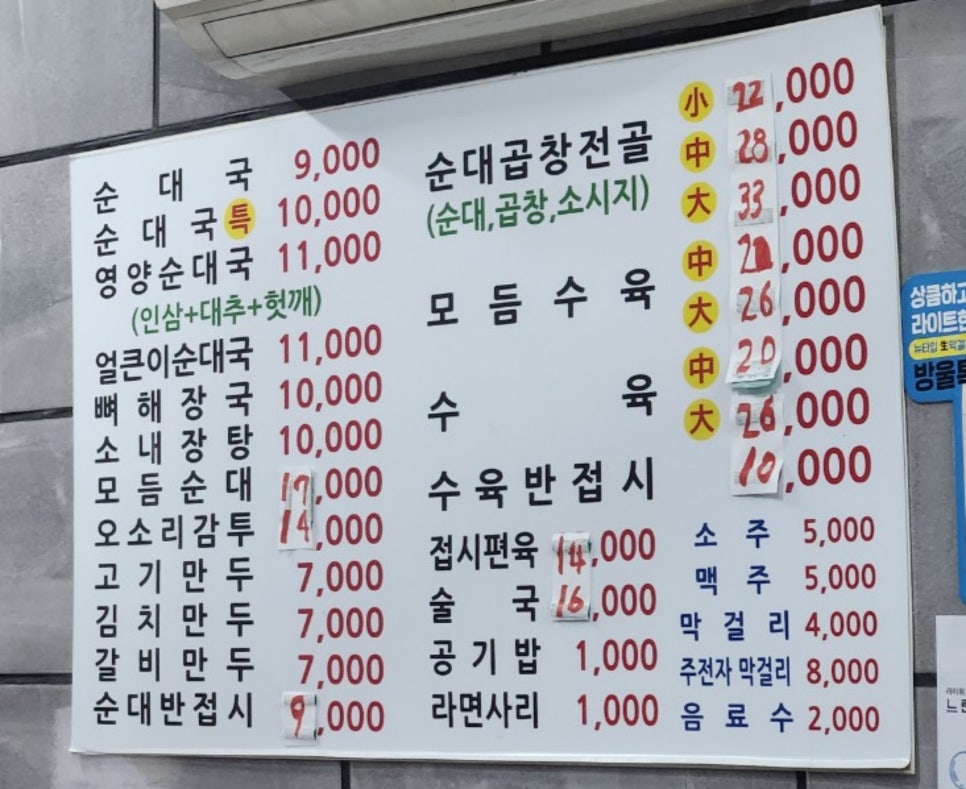 순대국 9,000
순대국 특 10,000
영양순대국 11,000
(인삼+대추+헛깨)
얼큰이순대국 11,000
뼈해장국 10,000
소내장탕 10,000
모듬순대 17,000
오소리감투 14,000
고기만두 7,000
김치만두 7,000
갈비만두 7,000
순대반접시 9,000
순대곱창전골
(순대,곱창,소시지)
小 22,000
中 28,000
大 33,000
모듬수육
中 21,000
大 26,000
수육
中 20,000
大 26,000
수육반접시 10,000
접시편육 14,000
술국 16,000
공기밥 1,000
라면사리 1,000
소주 5,000
맥주 5,000
막걸리 4,000
주전자 막걸리 8,000
음료수 2,000
상큼하고
뉴타입 生막걸